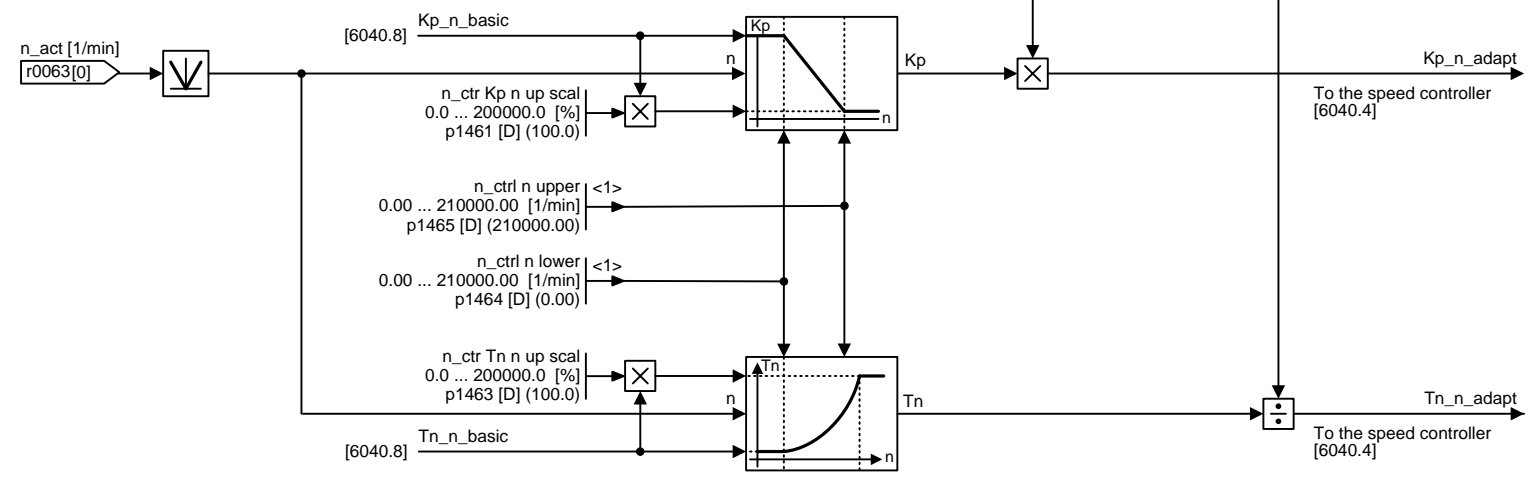 Kp_n_basic
[6040.8]
n_act [1/min]
r0063[0]
Kp
n
n
Kp
Kp_n_adapt
To the speed controller
[6040.4]
n_ctr Kp n up scal
0.0 ... 200000.0 [%]
p1461 [D] (100.0)
n_ctrl n upper
<1>
0.00 ... 210000.00 [1/min]
p1465 [D] (210000.00)
n_ctrl n lower
<1>
0.00 ... 210000.00 [1/min]
p1464 [D] (0.00)
n_ctr Tn n up scal
0.0 ... 200000.0 [%]
p1463 [D] (100.0)
Tn
n
n
Tn
Tn_n_adapt
To the speed controller
[6040.4]
Tn_n_basic
[6040.8]